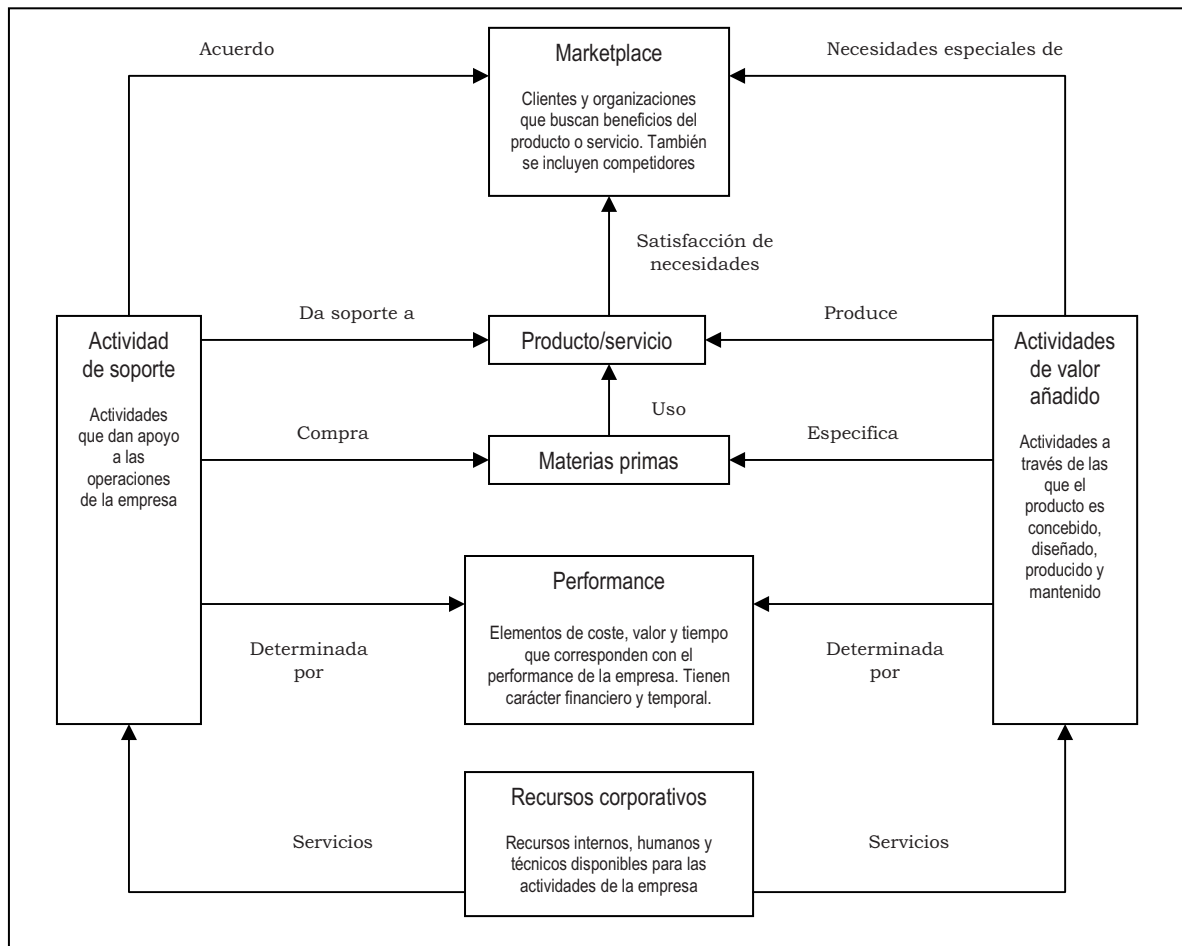 Acuerdo
Marketplace
Necesidades especiales de
Clientes y organizaciones
que buscan beneficios del
producto o servicio. También
se incluyen competidores
Satisfacción de
necesidades
Da soporte a
Produce
Actividad
de soporte
Actividades
que dan apoyo
a las
operaciones
de la empresa
Producto/servicio
Actividades
de valor
añadido
Actividades a
través de las
que el
producto es
concebido,
diseñado,
producido y
mantenido
Uso
Compra
Especifica
Materias primas
Performance
Elementos de coste, valor y tiempo
que corresponden con el
performance de la empresa. Tienen
carácter financiero y temporal.
Determinada
por
Determinada
por
Recursos corporativos
Recursos internos, humanos y
técnicos disponibles para las
actividades de la empresa
Servicios
Servicios